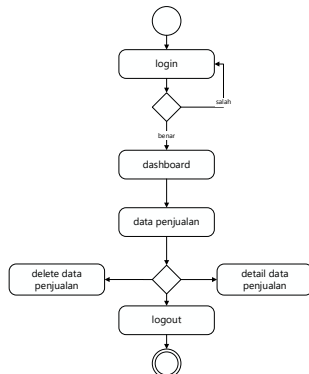 login
salah
benar
dashboard
data penjualan
delete data
penjualan
detail data
penjualan
logout